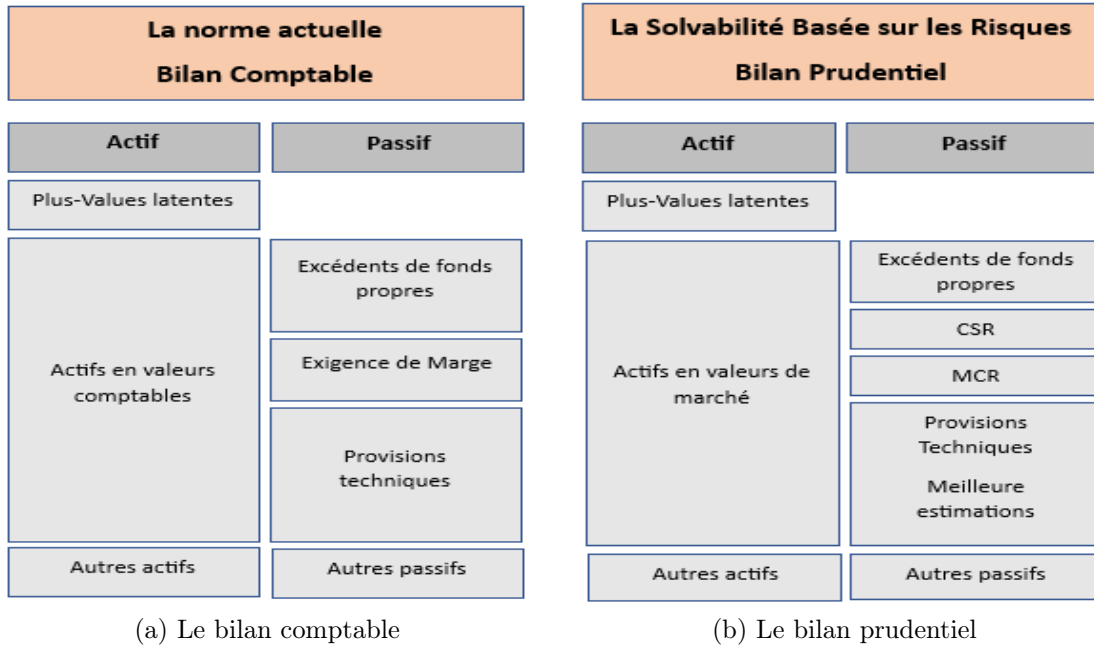 La norme actuelle
Bilan Comptable
Actif
Passif
Plus-Values latentes
Excédents de fonds
propres
Actifs en valeurs
comptables
Exigence de Marge
Provisions
techniques
Autres actifs
Autres passifs
(a) Le bilan comptable
La Solvabilité Basée sur les Risques
Bilan Prudentiel
Actif
Passif
Plus-Values latentes
Excédents de fonds
propres
CSR
Actifs en valeurs de
marché
MCR
Provisions
Techniques
Meilleure
estimations
Autres actifs
Autres passifs
(b) Le bilan prudentiel